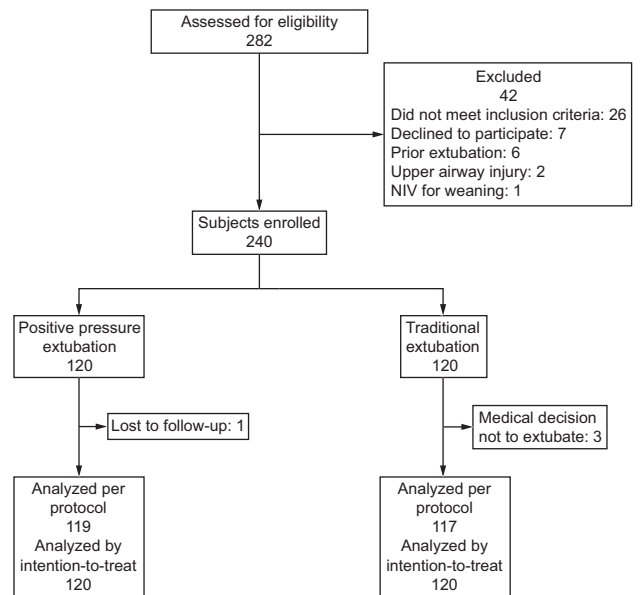 Assessed for eligibility
282
Excluded
42
Did not meet inclusion criteria: 26
Declined to participate: 7
Prior extubation: 6
Upper airway injury: 2
NIV for weaning: 1
Subjects enrolled
240
Positive pressure
extubation
120
Traditional
extubation
120
Lost to follow-up: 1
Medical decision
not to extubate: 3
Analyzed per
protocol
119
Analyzed by
intention-to-treat
120
Analyzed per
protocol
117
Analyzed by
intention-to-treat
120